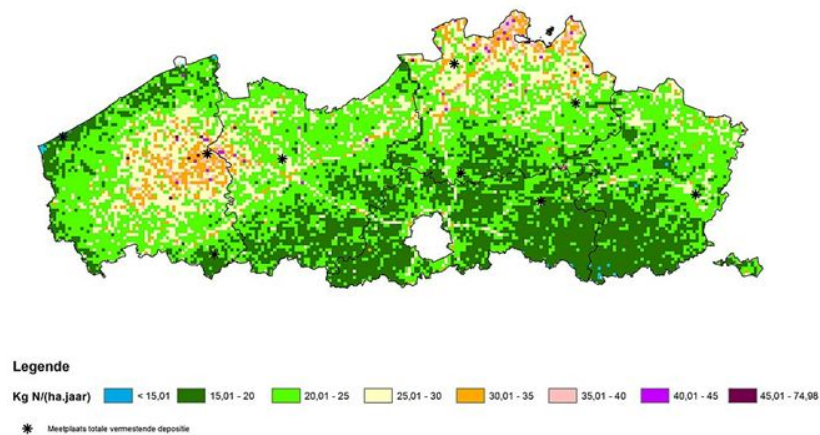 Legende
Kg N/(ha.jaar) < 15,01 15,01 - 20 20,01 - 25 25,01 - 30 30,01 - 35 35,01 - 40 40,01 - 45 45,01 - 74,98
Meetplaats totale vermestende depositie